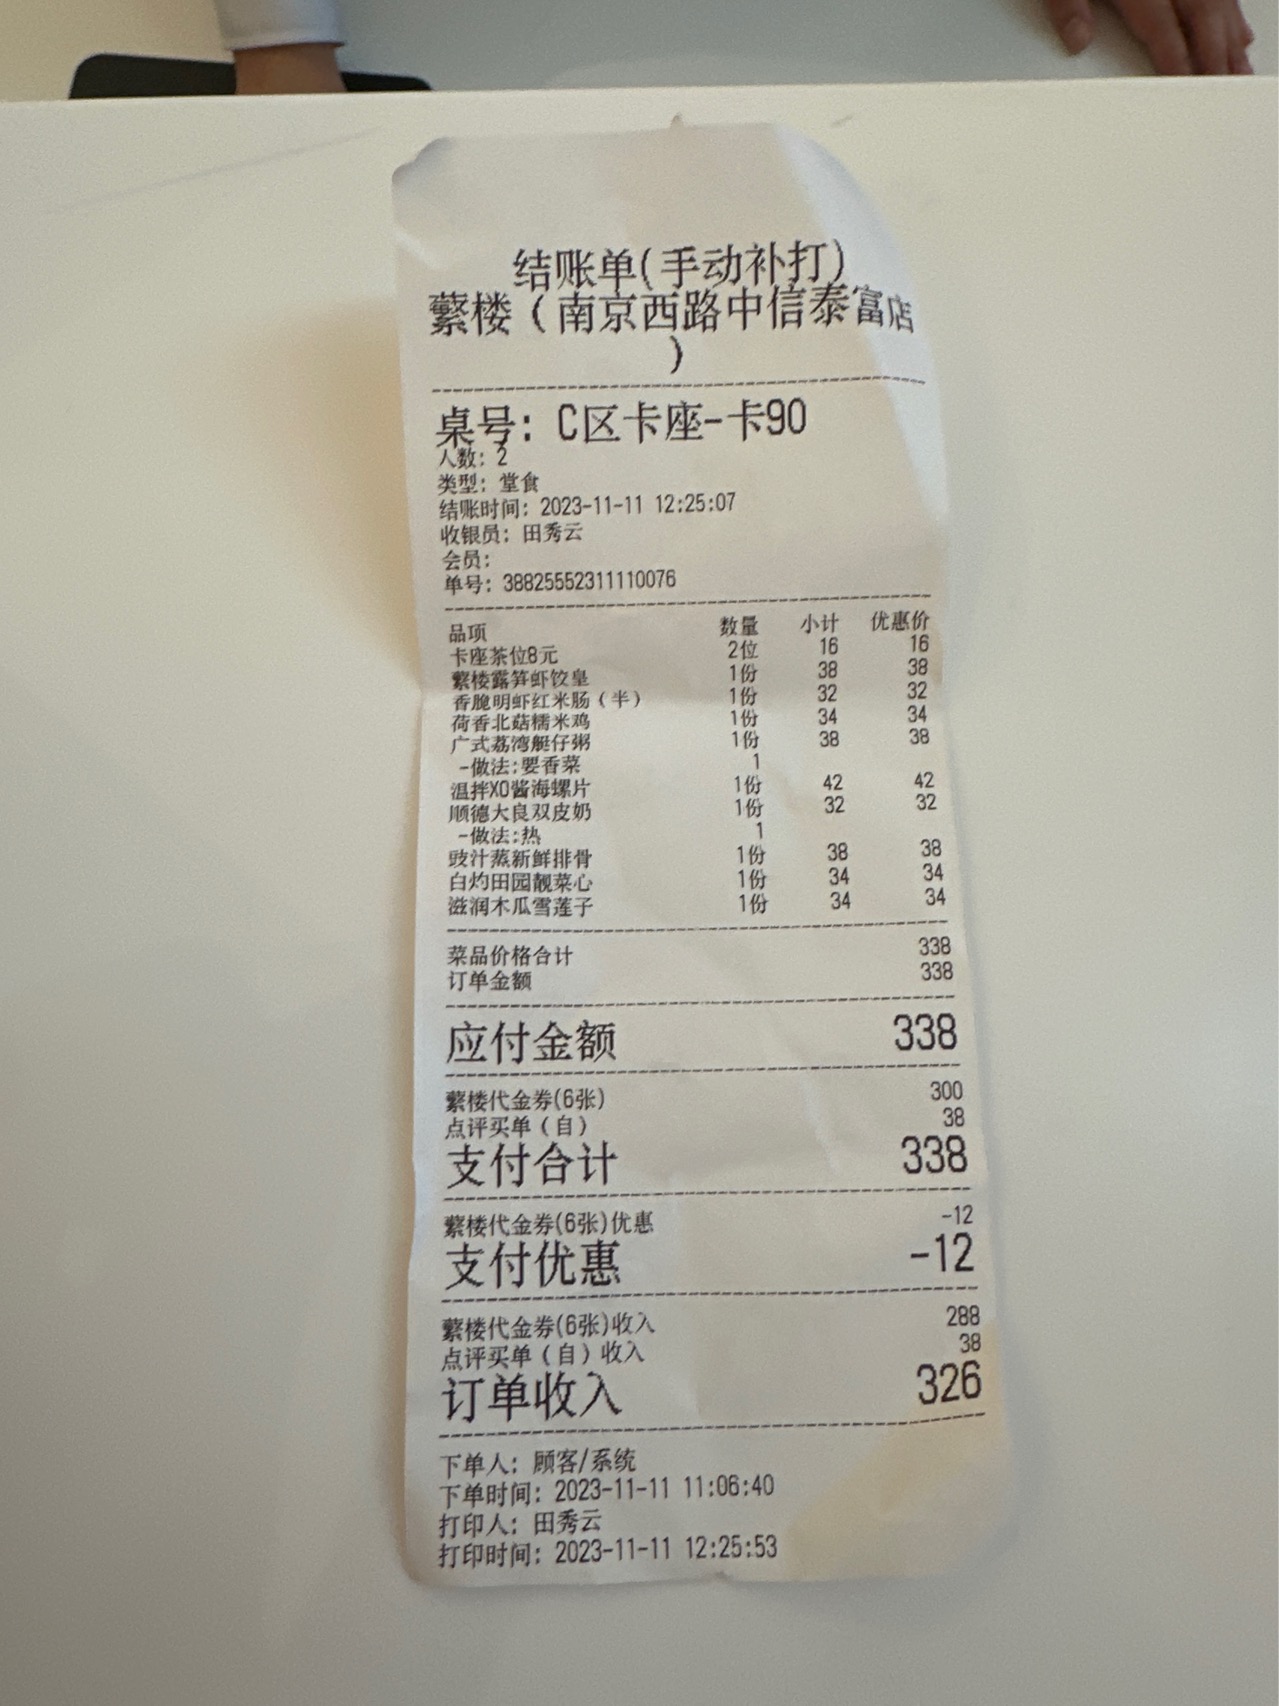 结账单(手动补打)
蘩楼（南京西路中信泰富店
）
桌号：C区卡座-卡90
人数：2
类型：堂食
结账时间：2023-11-11 12:25:07
收银员：田秀云
会员：
单号：38825552311110076
品项 数量 小计 优惠价
卡座茶位8元 2位 16 16
蘩楼露笋虾饺皇 1份 38 38
香脆明虾红米肠（半） 1份 32 32
荷香北菇糯米鸡 1份 34 34
广式荔湾艇仔粥 1份 38 38
-做法:要香菜 1
温拌XO酱海螺片 1份 42 42
顺德大良双皮奶 1份 32 32
-做法:热 1
豉汁蒸新鲜排骨 1份 38 38
白灼田园靓菜心 1份 34 34
滋润木瓜雪莲子 1份 34 34
菜品价格合计 338
订单金额 338
应付金额 338
蘩楼代金券(6张) 300
点评买单（自） 38
支付合计 338
蘩楼代金券(6张)优惠 -12
支付优惠 -12
蘩楼代金券(6张)收入 288
点评买单（自）收入 38
订单收入 326
下单人：顾客/系统
下单时间：2023-11-11 11:06:40
打印人：田秀云
打印时间：2023-11-11 12:25:53